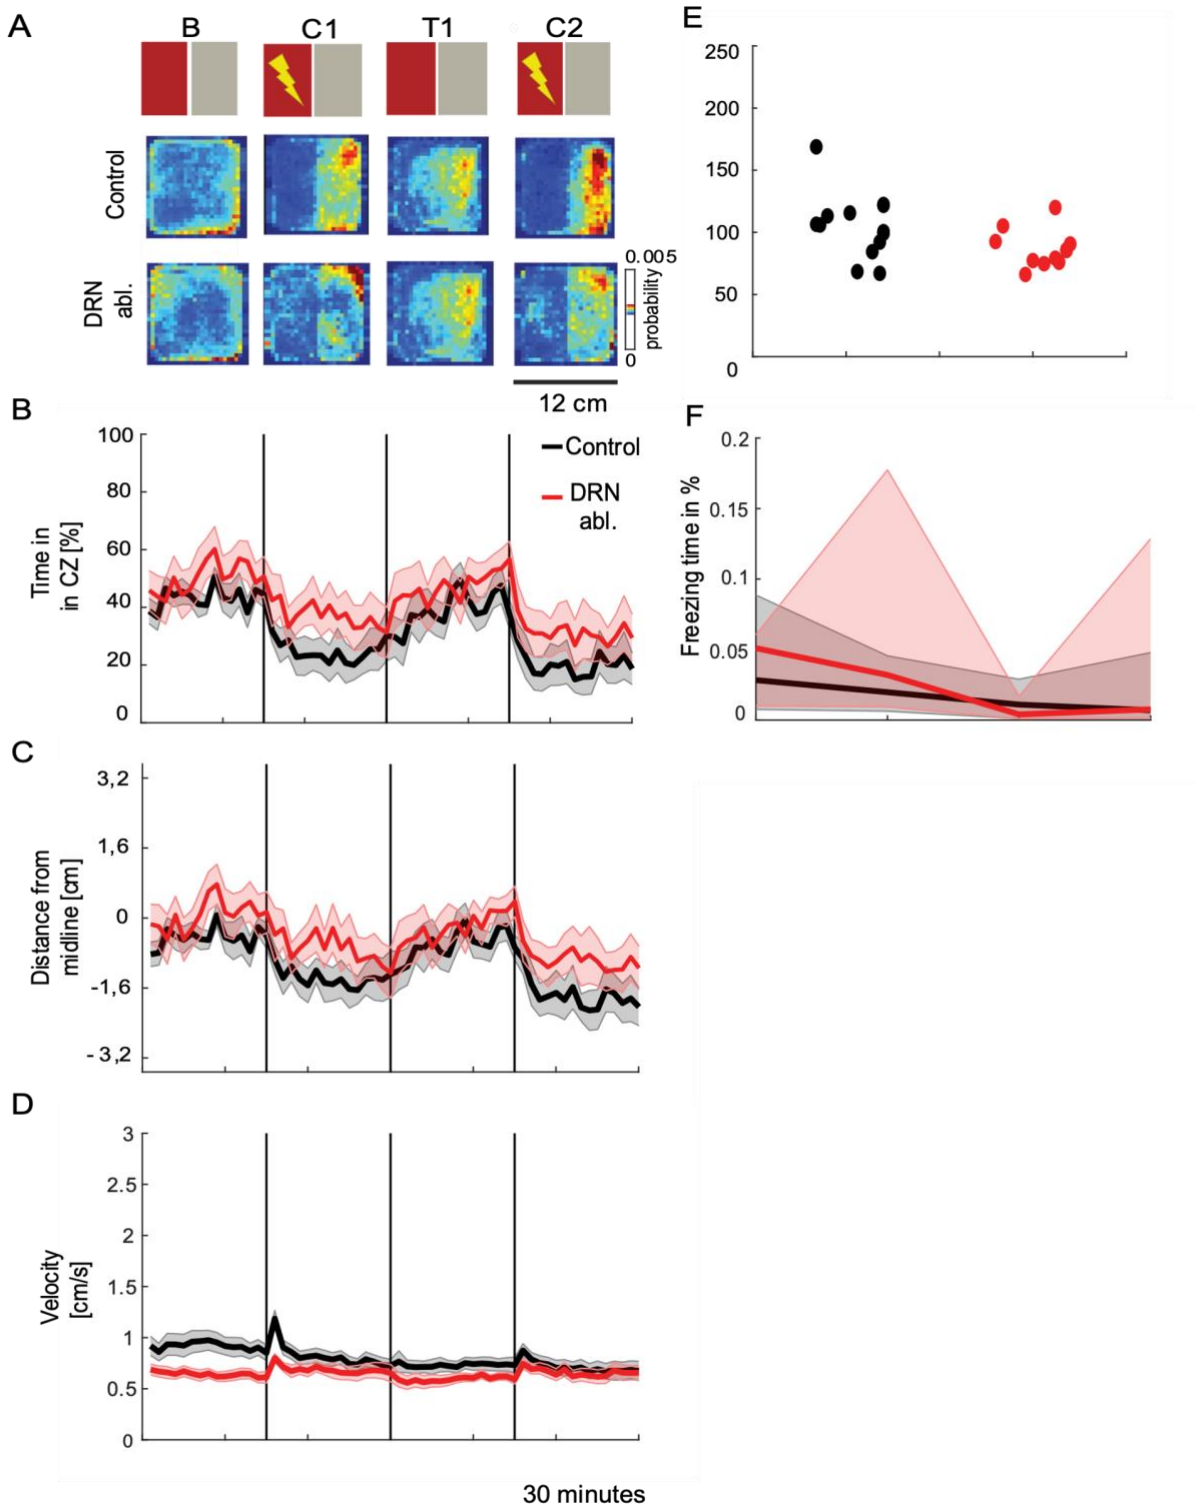 A
B C1 T1 C2
Control
DRN
abl.
0.005
probability
0
12 cm
B
100
80
60
40
20
0
Time in
in CZ [%]
Control
DRN
abl.
C
3,2
1,6
0
-1,6
- 3,2
Distance from
midline [cm]
D
3
2.5
2
1.5
1
0.5
0
Velocity
[cm/s]
30 minutes
E
250
200
150
100
50
0
F
0.2
0.15
0.1
0.05
0
Freezing time in %